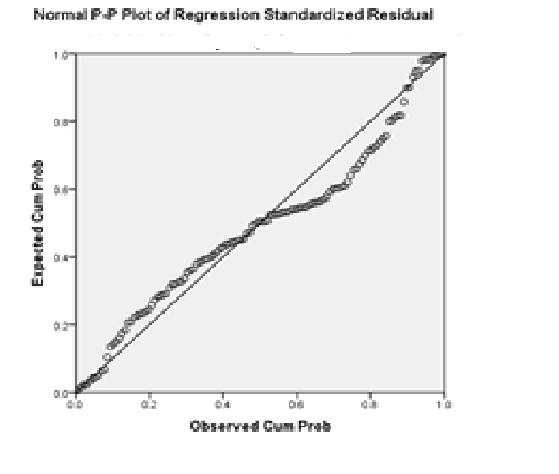 Normal P-P Plot of Regression Standardized Residual
1.0
0.8
0.6
0.4
0.2
0.0
Expected Cum Prob
0.0 0.2 0.4 0.6 0.8 1.0
Observed Cum Prob